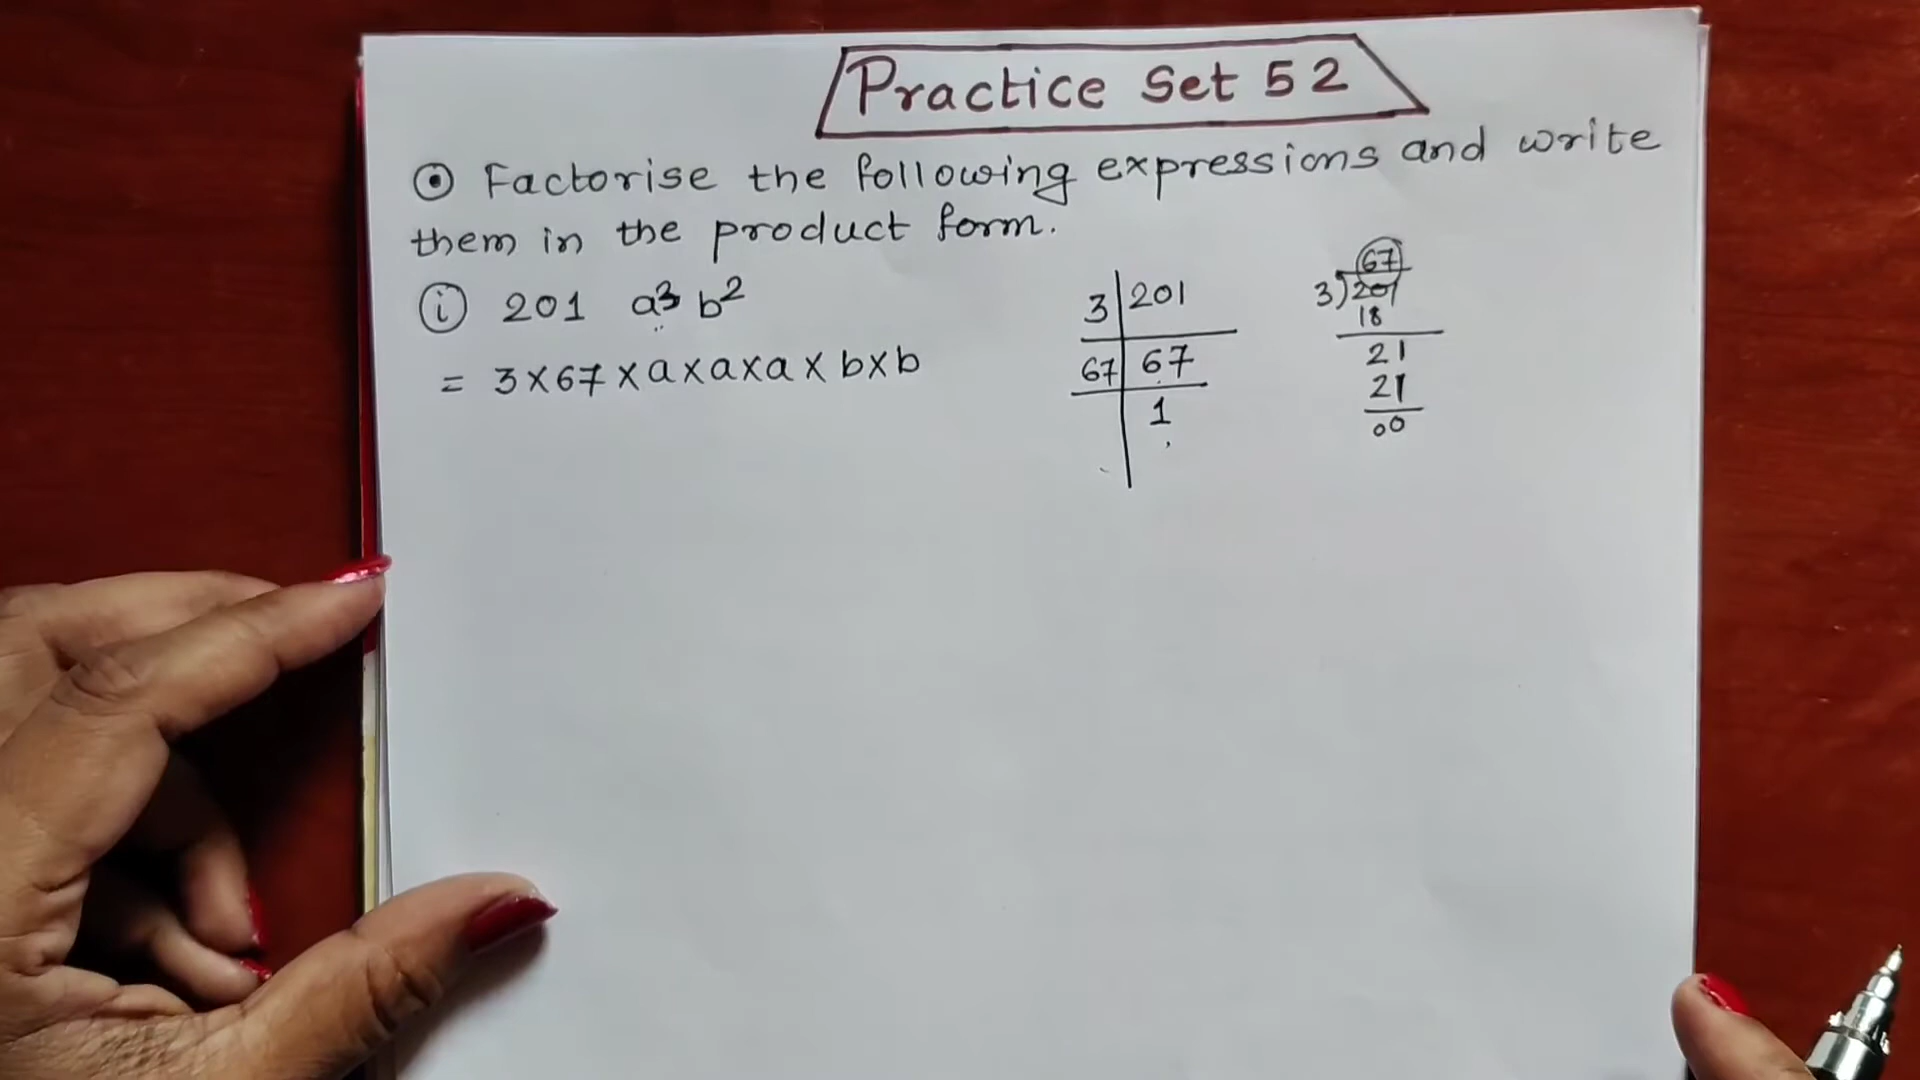 Practice Set 52
⊙ Factorise the following expressions and write
them in the product form.
ⓘ 201 a³ b²
= 3×67×a×a×a×b×b
3 | 201
67 | 67
1
67
3)201
18
21
21
00